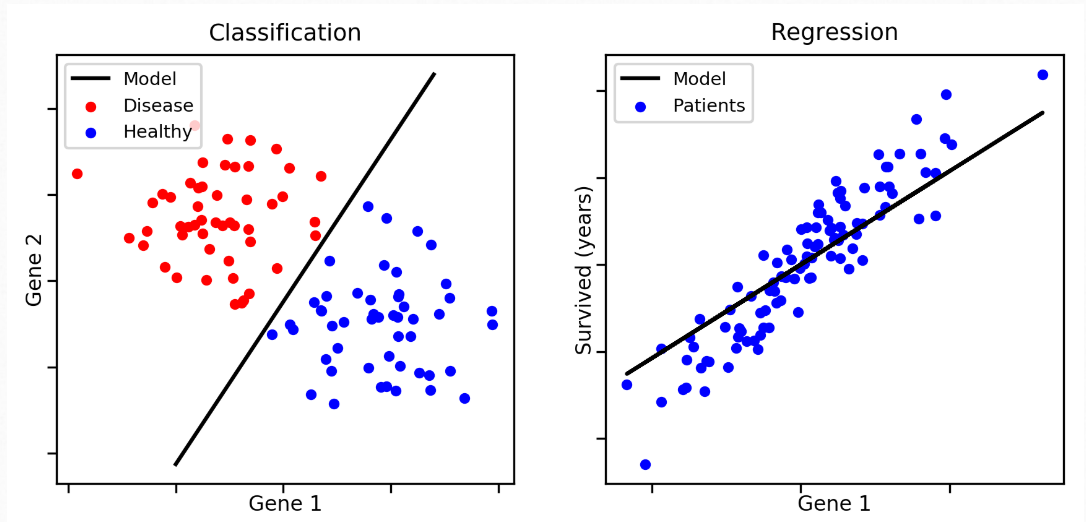 Classification
Model
Disease
Healthy
Gene 2
Gene 1
Regression
Model
Patients
Survived (years)
Gene 1